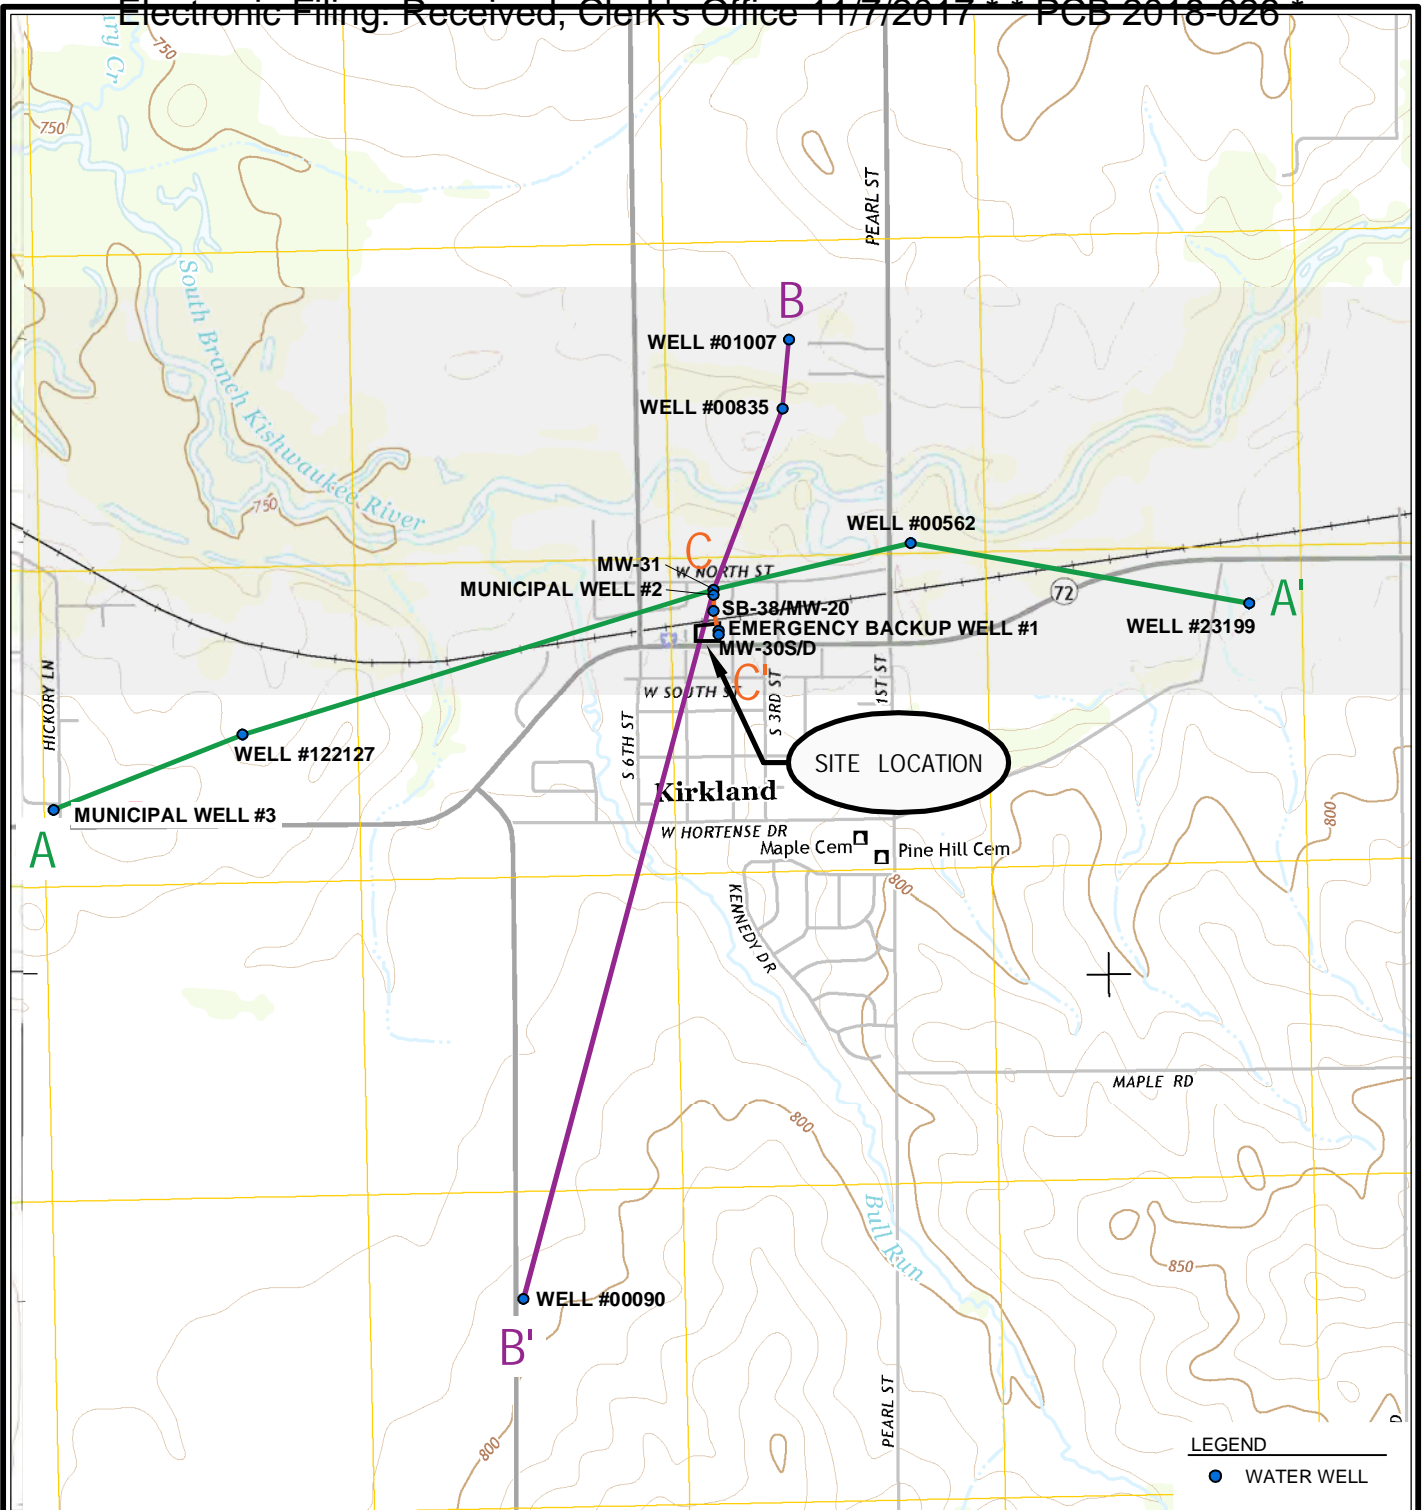 Electronic Filing: Received, Clerk's Office 11/7/2017 * * PCB 2018-026 *
ury Cr
750
750
PEARL ST
South Branch Kishwaukee River
B
WELL #01007
WELL #00835
750
WELL #00562
C
MW-31
W NORTH ST
MUNICIPAL WELL #2
72
A'
SB-38/MW-20
EMERGENCY BACKUP WELL #1
WELL #23199
MW-30S/D
C'
W SOUTH ST
HICKORY LN
S 6TH ST
S 3RD ST
1ST ST
WELL #122127
SITE LOCATION
Kirkland
MUNICIPAL WELL #3
800
A
W HORTENSE DR
Maple Cem
Pine Hill Cem
800
KENNEDY DR
MAPLE RD
800
Bull Run
850
WELL #00090
B'
PEARL ST
800
D
LEGEND
WATER WELL